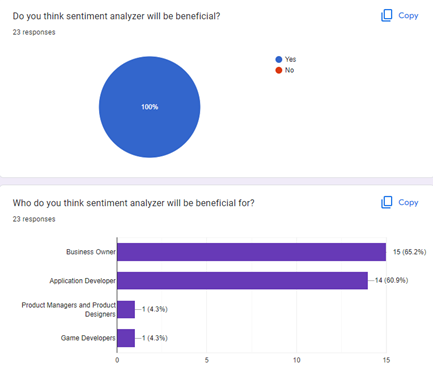 Do you think sentiment analyzer will be beneficial?
Copy
23 responses
Yes
No
100%
Who do you think sentiment analyzer will be beneficial for?
Copy
23 responses
Business Owner
15 (65.2%)
Application Developer
14 (60.9%)
Product Managers and Product
Designers
1 (4.3%)
Game Developers
1 (4.3%)
0
5
10
15